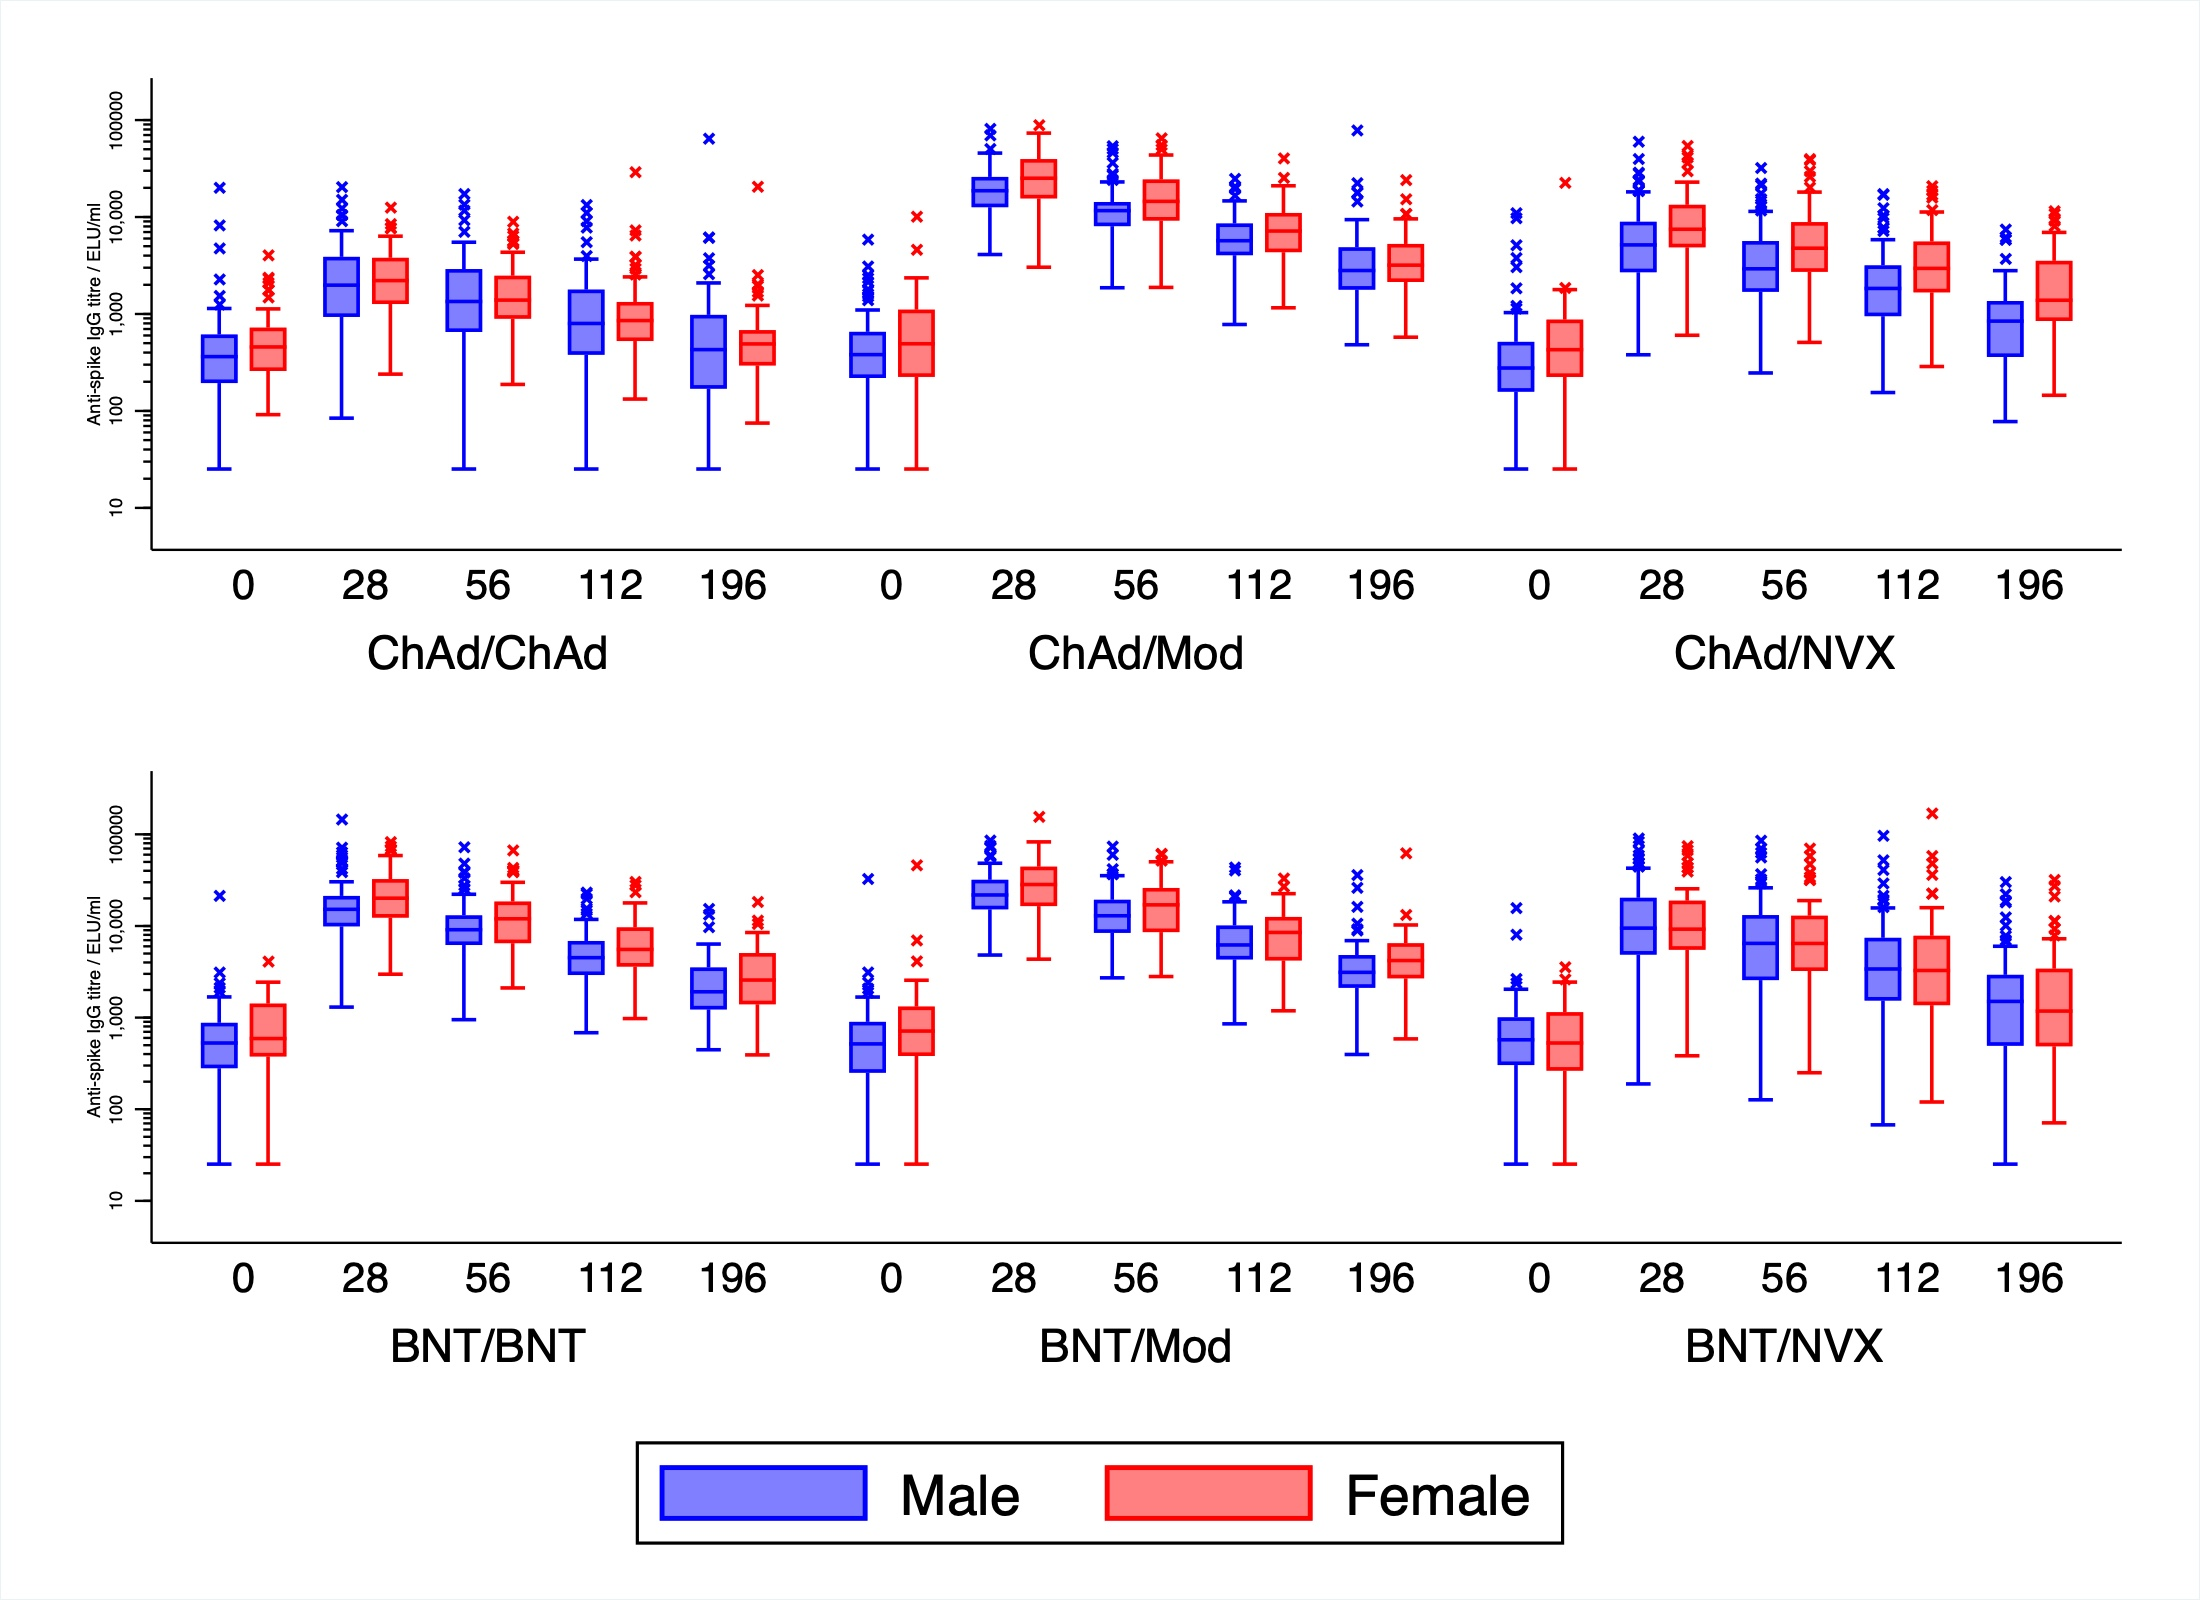 Anti-spike IgG titre / ELU/ml
100000
10,000
1,000
100
10
0 28 56 112 196 0 28 56 112 196 0 28 56 112 196
ChAd/ChAd ChAd/Mod ChAd/NVX
Anti-spike IgG titre / ELU/ml
100000
10,000
1,000
100
10
0 28 56 112 196 0 28 56 112 196 0 28 56 112 196
BNT/BNT BNT/Mod BNT/NVX
Male Female